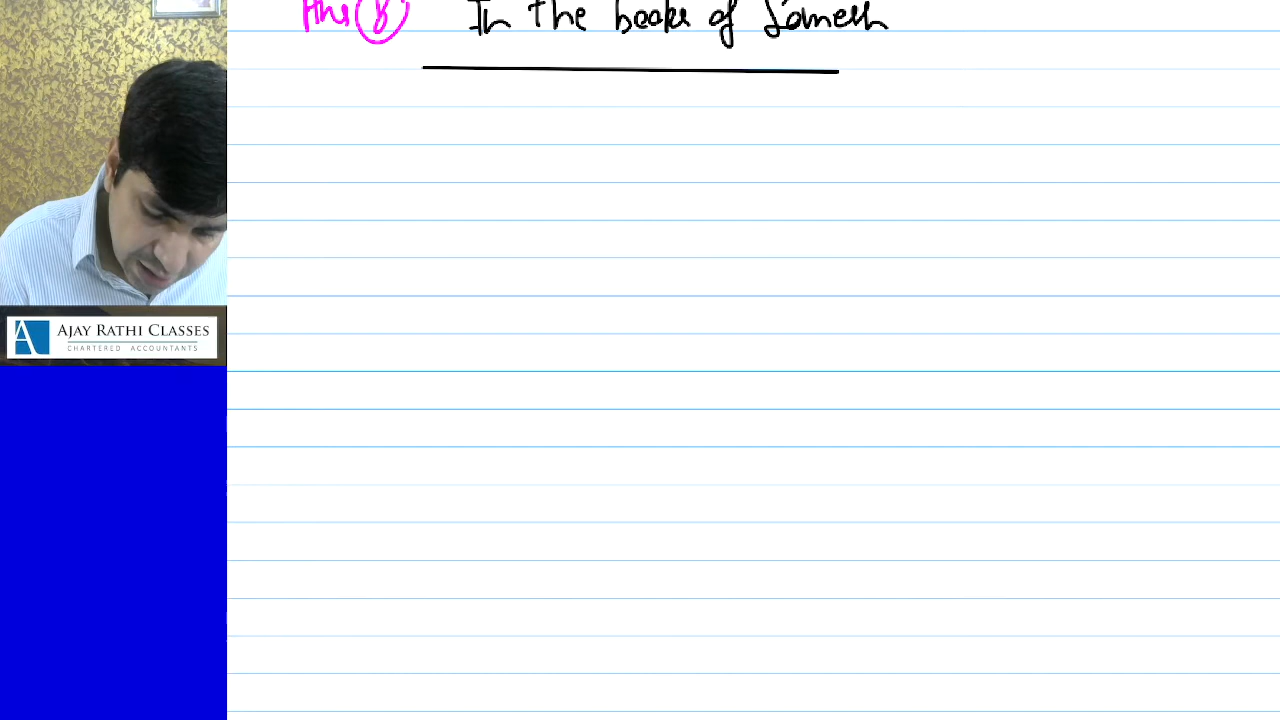 Ans (8) In the books of Somesh
AJAY RATHI CLASSES
CHARTERED ACCOUNTANTS